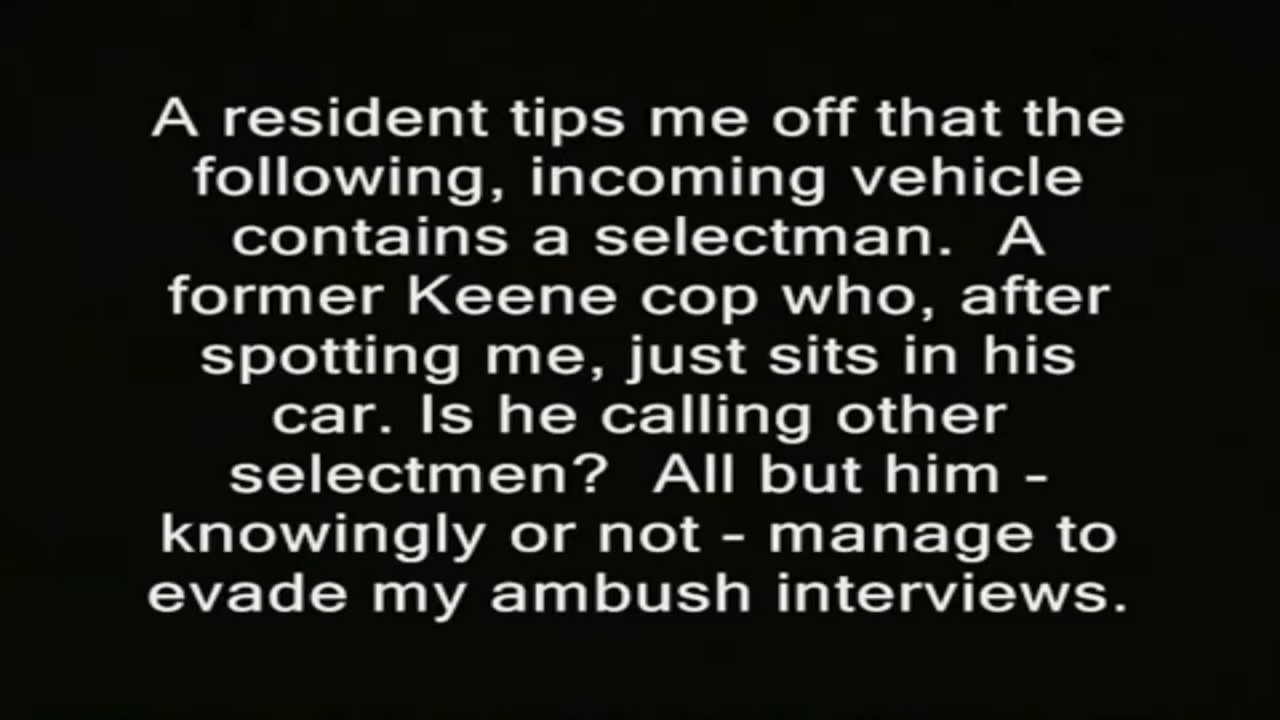 A resident tips me off that the
following, incoming vehicle
contains a selectman.  A
former Keene cop who, after
spotting me, just sits in his
car. Is he calling other
selectmen?  All but him -
knowingly or not - manage to
evade my ambush interviews.